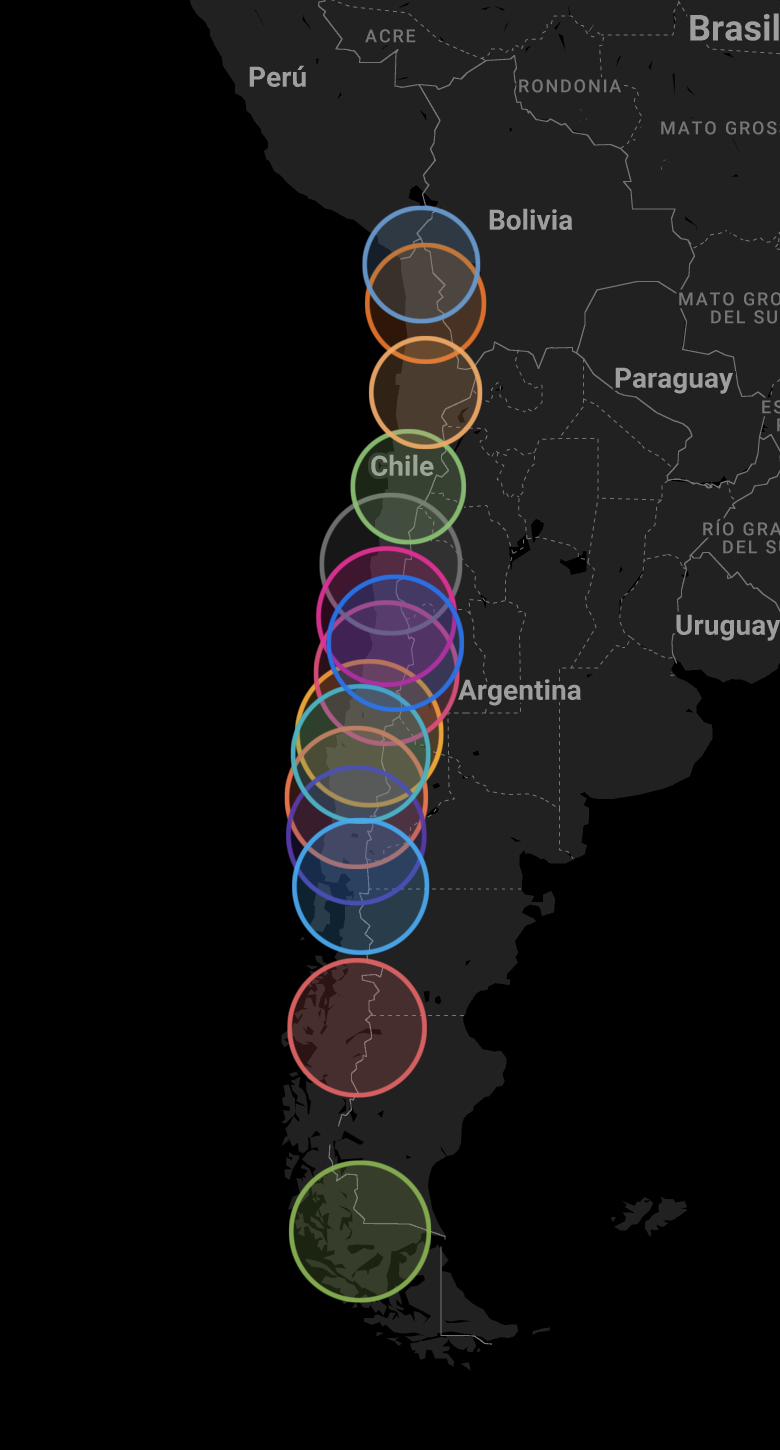 Brasil
ACRE
Perú
RONDONIA
MATO GROS
Bolivia
MATO GRO
DEL SU
Paraguay
ES
Chile
RÍO GRA
DEL S
Uruguay
Argentina